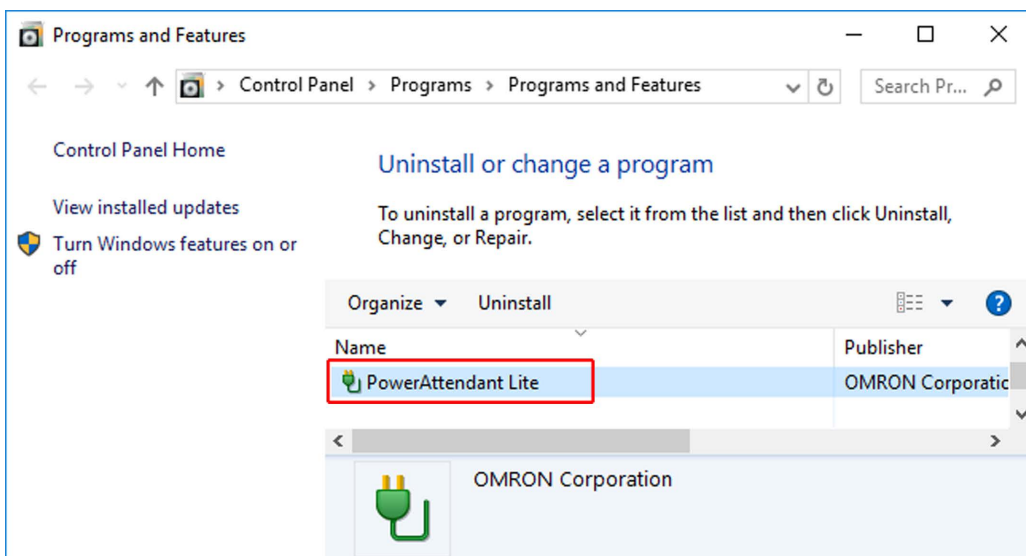 Programs and Features
Control Panel > Programs > Programs and Features
Search Pr...
Control Panel Home
View installed updates
Turn Windows features on or
off
Uninstall or change a program
To uninstall a program, select it from the list and then click Uninstall,
Change, or Repair.
Organize Uninstall
?
Name Publisher
PowerAttendant Lite OMRON Corporatic
OMRON Corporation